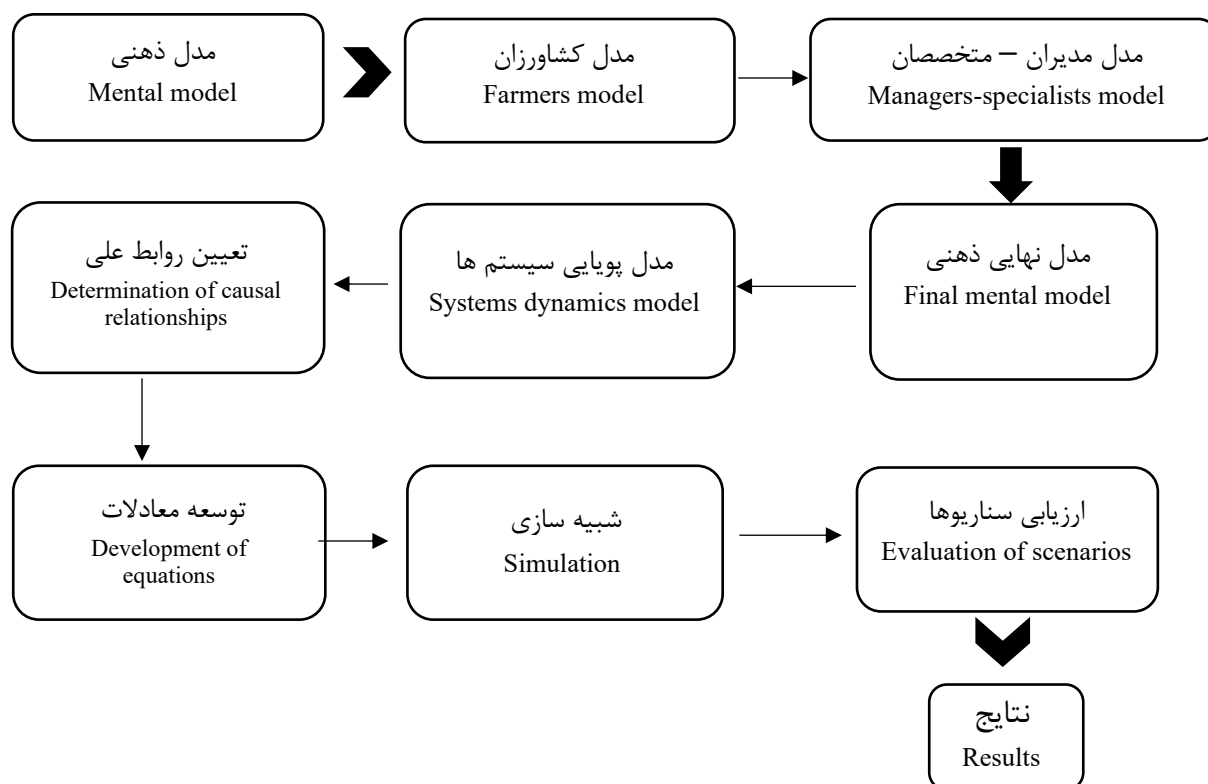 مدل ذهنی
Mental model
مدل کشاورزان
Farmers model
مدل مدیران – متخصصان
Managers-specialists model
مدل نهایی ذهنی
Final mental model
مدل پویایی سیستم ها
Systems dynamics model
تعیین روابط علی
Determination of causal
relationships
توسعه معادلات
Development of
equations
شبیه سازی
Simulation
ارزیابی سناریوها
Evaluation of scenarios
نتایج
Results